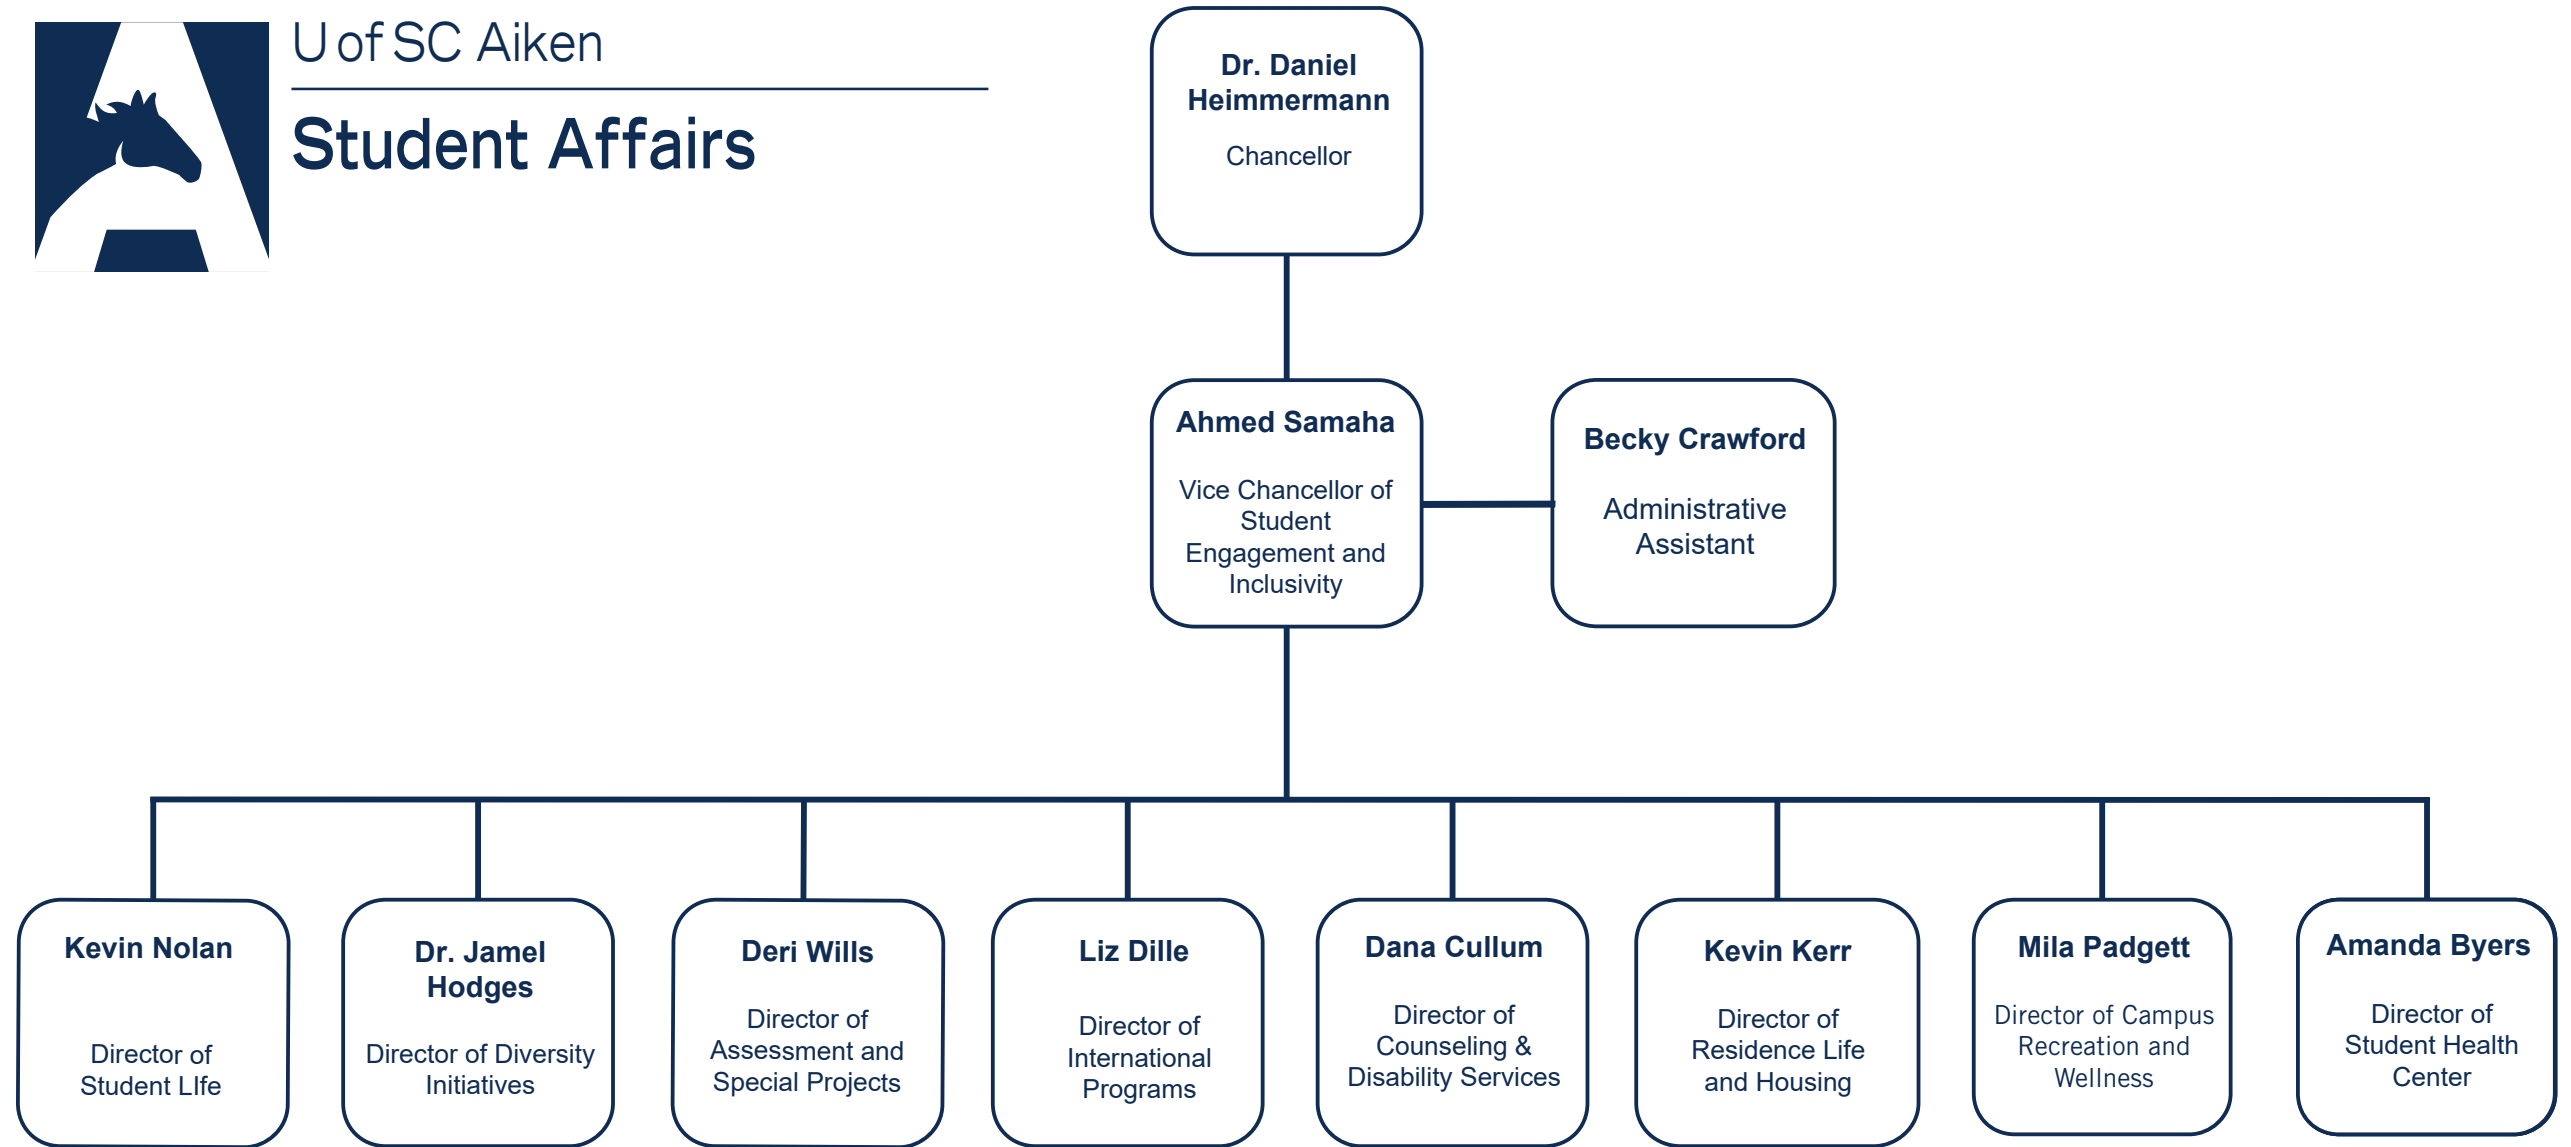 U of SC Aiken
Student Affairs
Dr. Daniel
Heimmermann
Chancellor
Ahmed Samaha
Vice Chancellor of
Student
Engagement and
Inclusivity
Becky Crawford
Administrative
Assistant
Kevin Nolan
Director of
Student LIfe
Dr. Jamel
Hodges
Director of Diversity
Initiatives
Deri Wills
Director of
Assessment and
Special Projects
Liz Dille
Director of
International
Programs
Dana Cullum
Director of
Counseling &
Disability Services
Kevin Kerr
Director of
Residence Life
and Housing
Mila Padgett
Director of Campus
Recreation and
Wellness
Amanda Byers
Director of
Student Health
Center